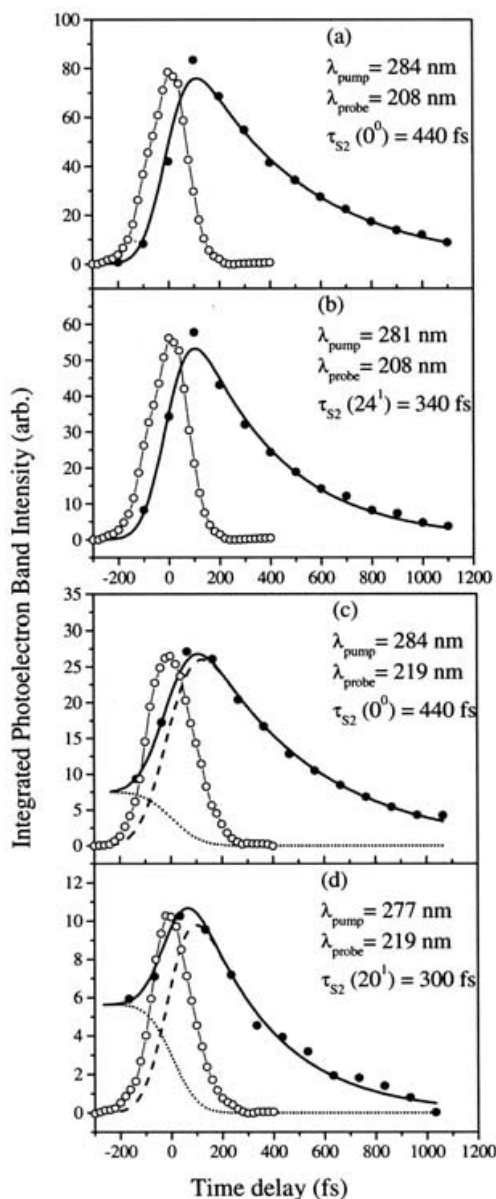 Integrated Photoelectron Band Intensity (arb.)
(a)
λpump= 284 nm
λprobe= 208 nm
τS2 (0⁰) = 440 fs
100
80
60
40
20
0
(b)
λpump= 281 nm
λprobe= 208 nm
τS2 (24¹) = 340 fs
60
50
40
30
20
10
0
-200 0 200 400 600 800 1000 1200
(c)
λpump= 284 nm
λprobe= 219 nm
τS2 (0⁰) = 440 fs
35
30
25
20
15
10
5
0
(d)
λpump= 277 nm
λprobe= 219 nm
τS2 (20¹) = 300 fs
12
10
8
6
4
2
0
-200 0 200 400 600 800 1000 1200
Time delay (fs)